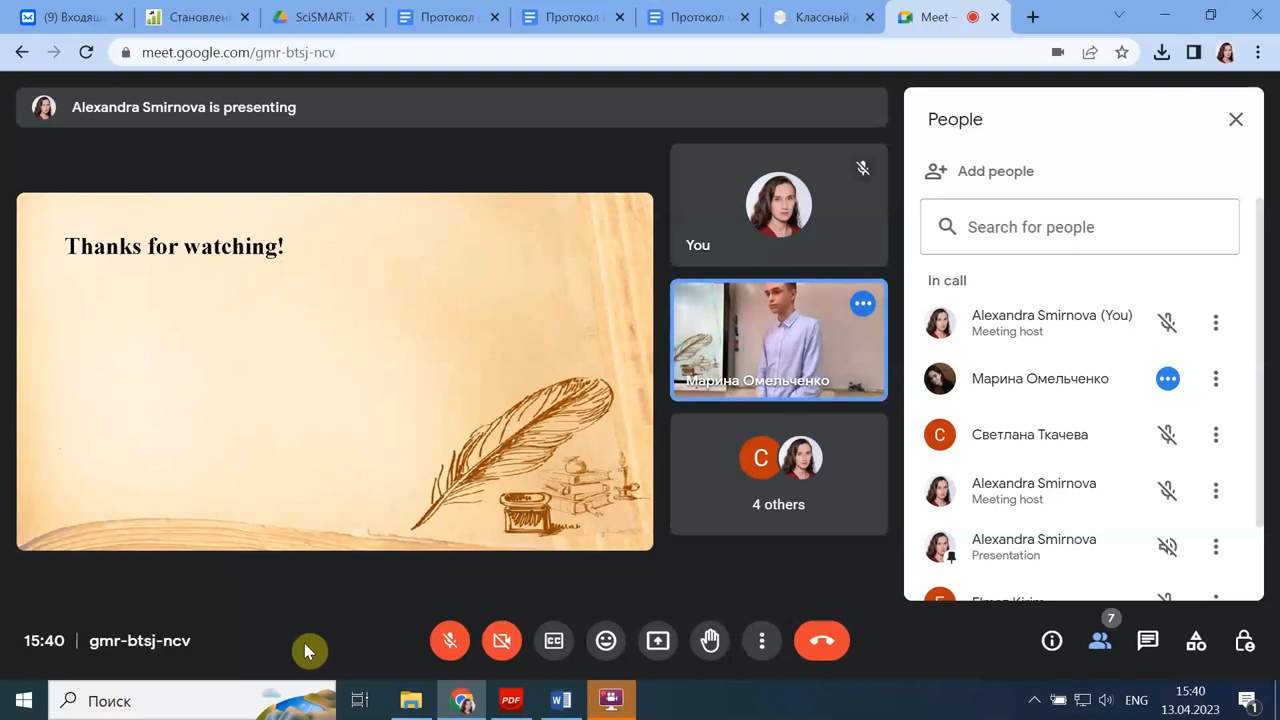 (9) Входящ
Становлен
SciSMARTi
Протокол
Протокол
Протокол
Классный
Meet –
meet.google.com/gmr-btsj-ncv
Alexandra Smirnova is presenting
Thanks for watching!
You
Марина Омельченко
C
4 others
People
Add people
Search for people
In call
Alexandra Smirnova (You)
Meeting host
Марина Омельченко
C
Светлана Ткачева
Alexandra Smirnova
Meeting host
Alexandra Smirnova
Presentation
15:40
gmr-btsj-ncv
7
Поиск
PDF
ENG
15:40
13.04.2023
1